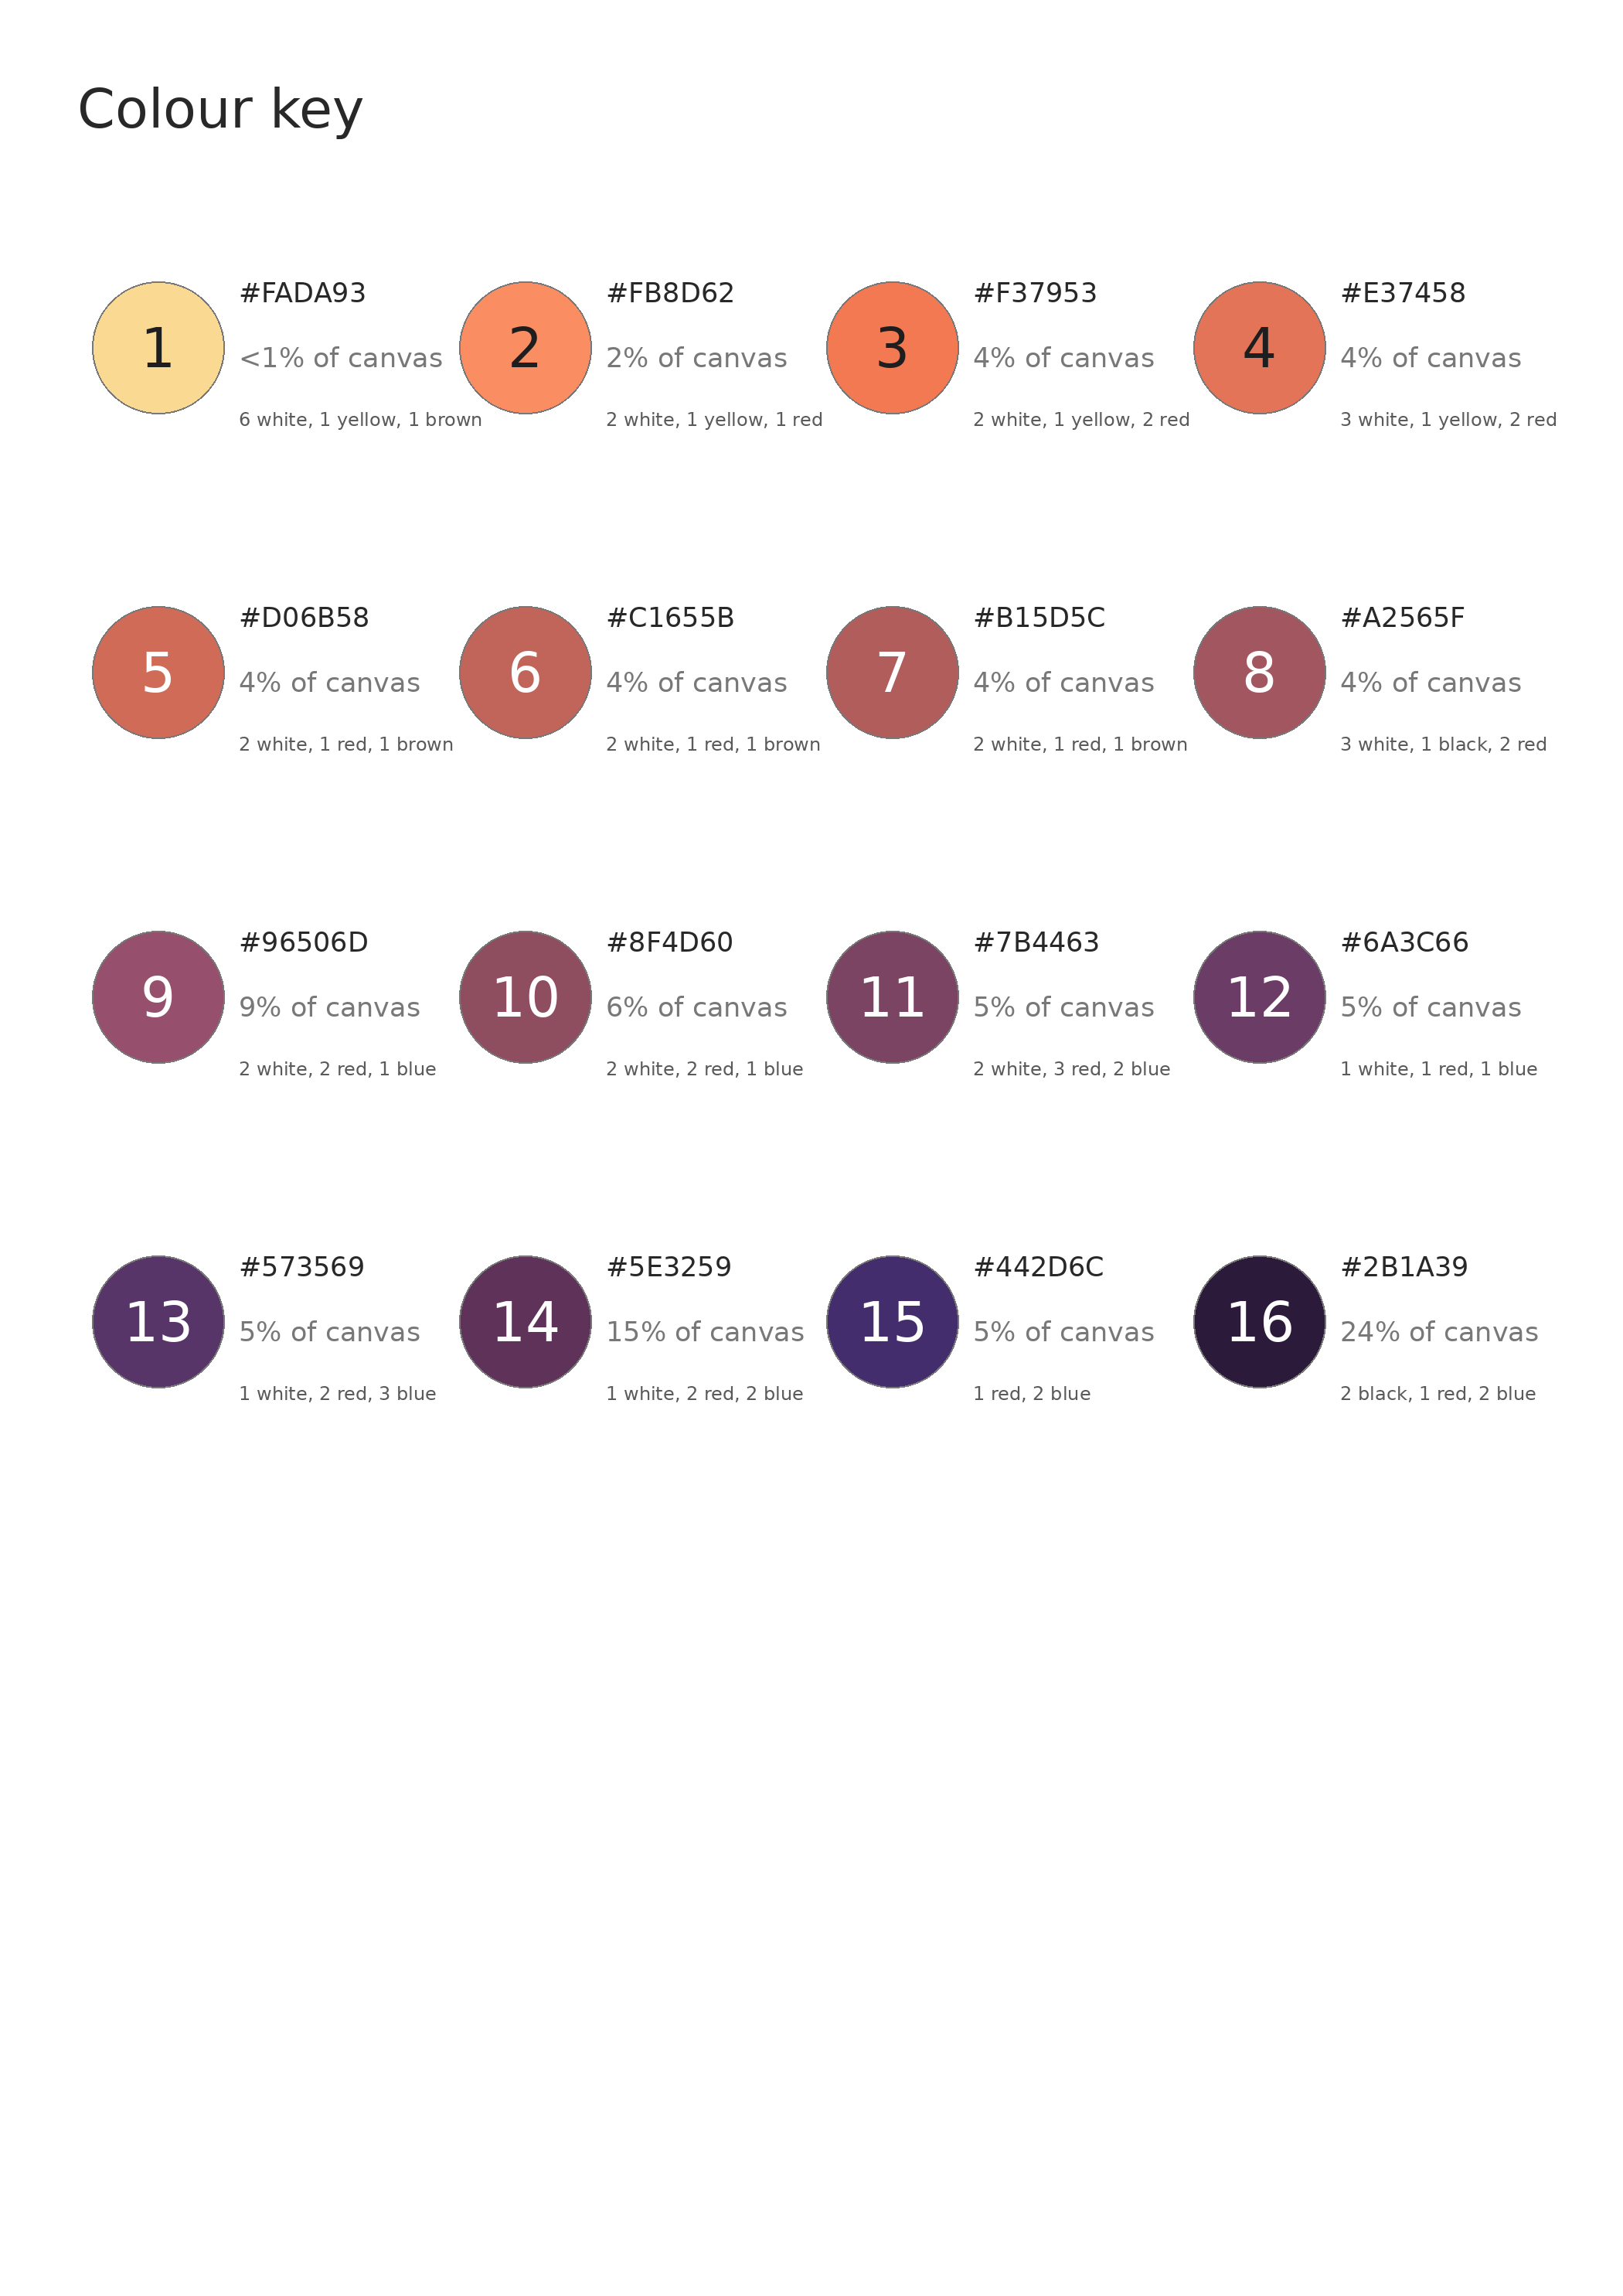 Colour key
1
#FADA93
<1% of canvas
6 white, 1 yellow, 1 brown
2
#FB8D62
2% of canvas
2 white, 1 yellow, 1 red
3
#F37953
4% of canvas
2 white, 1 yellow, 2 red
4
#E37458
4% of canvas
3 white, 1 yellow, 2 red
5
#D06B58
4% of canvas
2 white, 1 red, 1 brown
6
#C1655B
4% of canvas
2 white, 1 red, 1 brown
7
#B15D5C
4% of canvas
2 white, 1 red, 1 brown
8
#A2565F
4% of canvas
3 white, 1 black, 2 red
9
#96506D
9% of canvas
2 white, 2 red, 1 blue
10
#8F4D60
6% of canvas
2 white, 2 red, 1 blue
11
#7B4463
5% of canvas
2 white, 3 red, 2 blue
12
#6A3C66
5% of canvas
1 white, 1 red, 1 blue
13
#573569
5% of canvas
1 white, 2 red, 3 blue
14
#5E3259
15% of canvas
1 white, 2 red, 2 blue
15
#442D6C
5% of canvas
1 red, 2 blue
16
#2B1A39
24% of canvas
2 black, 1 red, 2 blue